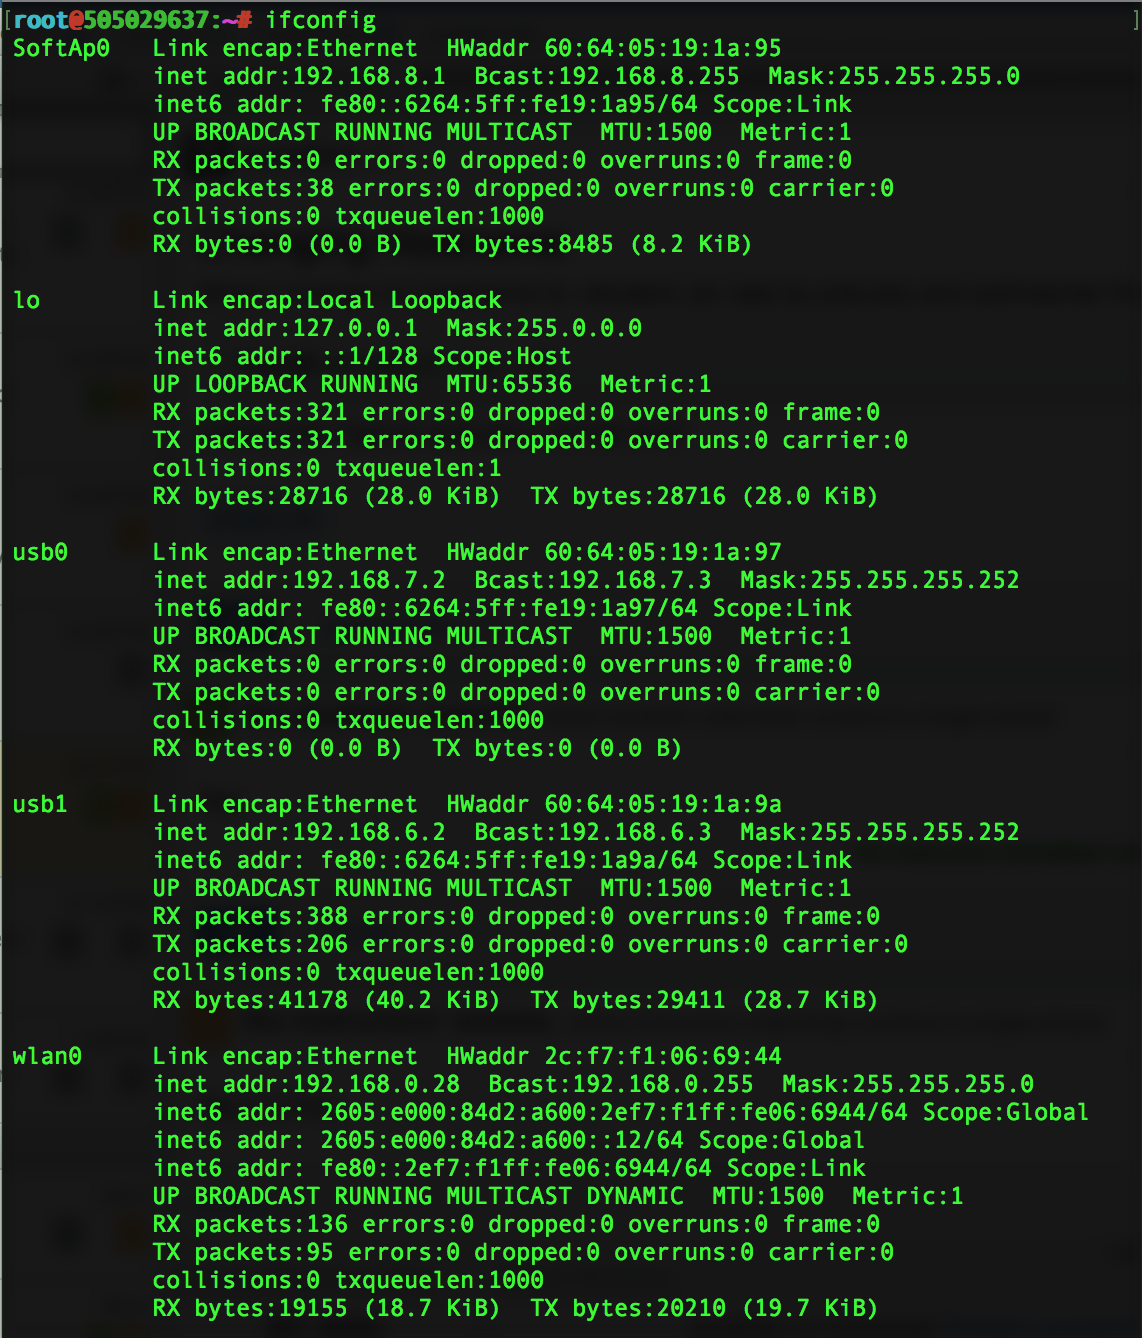 [root@505029637:~# ifconfig ]
SoftAp0   Link encap:Ethernet  HWaddr 60:64:05:19:1a:95
          inet addr:192.168.8.1  Bcast:192.168.8.255  Mask:255.255.255.0
          inet6 addr: fe80::6264:5ff:fe19:1a95/64 Scope:Link
          UP BROADCAST RUNNING MULTICAST  MTU:1500  Metric:1
          RX packets:0 errors:0 dropped:0 overruns:0 frame:0
          TX packets:38 errors:0 dropped:0 overruns:0 carrier:0
          collisions:0 txqueuelen:1000
          RX bytes:0 (0.0 B)  TX bytes:8485 (8.2 KiB)

lo        Link encap:Local Loopback
          inet addr:127.0.0.1  Mask:255.0.0.0
          inet6 addr: ::1/128 Scope:Host
          UP LOOPBACK RUNNING  MTU:65536  Metric:1
          RX packets:321 errors:0 dropped:0 overruns:0 frame:0
          TX packets:321 errors:0 dropped:0 overruns:0 carrier:0
          collisions:0 txqueuelen:1
          RX bytes:28716 (28.0 KiB)  TX bytes:28716 (28.0 KiB)

usb0      Link encap:Ethernet  HWaddr 60:64:05:19:1a:97
          inet addr:192.168.7.2  Bcast:192.168.7.3  Mask:255.255.255.252
          inet6 addr: fe80::6264:5ff:fe19:1a97/64 Scope:Link
          UP BROADCAST RUNNING MULTICAST  MTU:1500  Metric:1
          RX packets:0 errors:0 dropped:0 overruns:0 frame:0
          TX packets:0 errors:0 dropped:0 overruns:0 carrier:0
          collisions:0 txqueuelen:1000
          RX bytes:0 (0.0 B)  TX bytes:0 (0.0 B)

usb1      Link encap:Ethernet  HWaddr 60:64:05:19:1a:9a
          inet addr:192.168.6.2  Bcast:192.168.6.3  Mask:255.255.255.252
          inet6 addr: fe80::6264:5ff:fe19:1a9a/64 Scope:Link
          UP BROADCAST RUNNING MULTICAST  MTU:1500  Metric:1
          RX packets:388 errors:0 dropped:0 overruns:0 frame:0
          TX packets:206 errors:0 dropped:0 overruns:0 carrier:0
          collisions:0 txqueuelen:1000
          RX bytes:41178 (40.2 KiB)  TX bytes:29411 (28.7 KiB)

wlan0     Link encap:Ethernet  HWaddr 2c:f7:f1:06:69:44
          inet addr:192.168.0.28  Bcast:192.168.0.255  Mask:255.255.255.0
          inet6 addr: 2605:e000:84d2:a600:2ef7:f1ff:fe06:6944/64 Scope:Global
          inet6 addr: 2605:e000:84d2:a600::12/64 Scope:Global
          inet6 addr: fe80::2ef7:f1ff:fe06:6944/64 Scope:Link
          UP BROADCAST RUNNING MULTICAST DYNAMIC  MTU:1500  Metric:1
          RX packets:136 errors:0 dropped:0 overruns:0 frame:0
          TX packets:95 errors:0 dropped:0 overruns:0 carrier:0
          collisions:0 txqueuelen:1000
          RX bytes:19155 (18.7 KiB)  TX bytes:20210 (19.7 KiB)